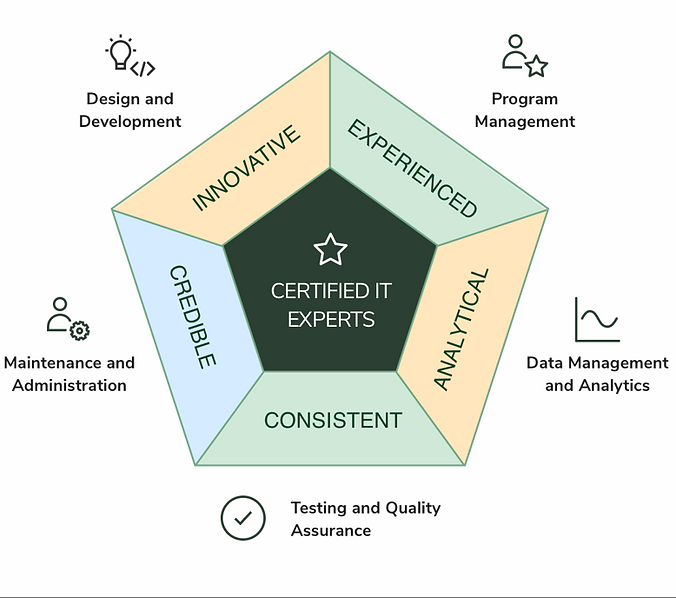 Design and
Development
Program
Management
INNOVATIVE
EXPERIENCED
CERTIFIED IT
EXPERTS
CREDIBLE
ANALYTICAL
Maintenance and
Administration
Data Management
and Analytics
CONSISTENT
Testing and Quality
Assurance